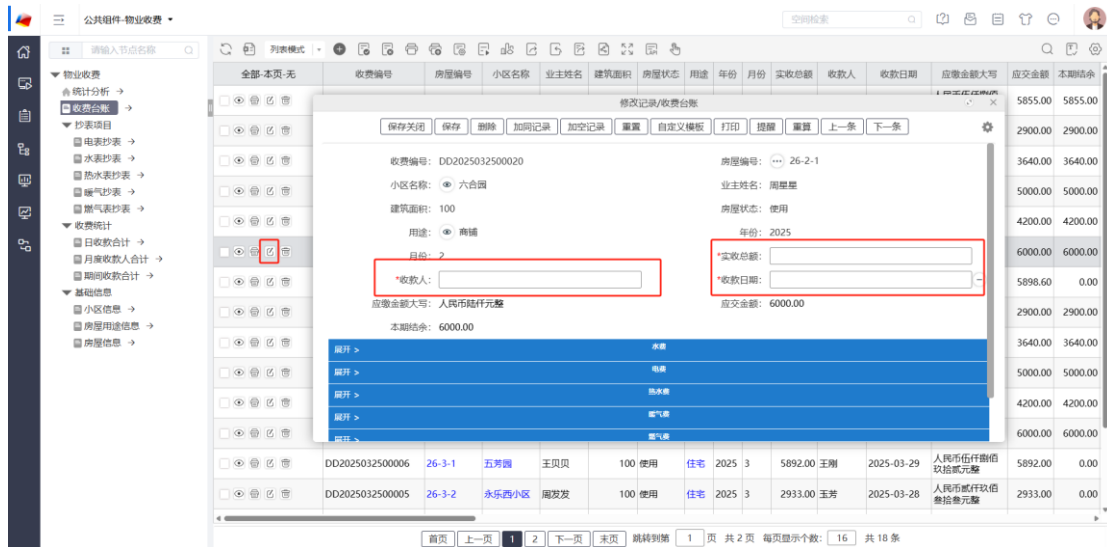 公共组件-物业收费
空间检索
请输入节点名称
列表模式
物业收费
统计分析 →
收费台账 →
抄表项目
电表抄表 →
水表抄表 →
热水表抄表 →
暖气抄表 →
燃气表抄表 →
收费统计
日收款合计 →
月度收款人合计 →
期间收款合计 →
基础信息
小区信息 →
房屋用途信息 →
房屋信息 →
全部-本页-无 收费编号 房屋编号 小区名称 业主姓名 建筑面积 房屋状态 用途 年份 月份 实收总额 收款人 收款日期 应缴金额大写 应交金额 本期结余
5855.00 5855.00
2900.00 2900.00
3640.00 3640.00
5000.00 5000.00
4200.00 4200.00
6000.00 6000.00
5898.60 0.00
2900.00 2900.00
3640.00 3640.00
5000.00 5000.00
4200.00 4200.00
6000.00 6000.00
修改记录/收费台账
保存关闭 保存 删除 加同记录 加空记录 重置 自定义模板 打印 提醒 重算 上一条 下一条
收费编号: DD2025032500020 房屋编号: 26-2-1
小区名称: 六合园 业主姓名: 周星星
建筑面积: 100 房屋状态: 使用
用途: 商铺 年份: 2025
月份: 2 *实收总额:
*收款人: *收款日期:
应缴金额大写: 人民币陆仟元整 应交金额: 6000.00
本期结余: 6000.00
展开 > 水费
展开 > 电费
展开 > 热水费
展开 > 暖气费
展开 > 燃气费
DD2025032500006 26-3-1 五芳园 王贝贝 100 使用 住宅 2025 3 5892.00 王刚 2025-03-29 人民币伍仟捌佰玖拾贰元整 5892.00 0.00
DD2025032500005 26-3-2 永乐西小区 周发发 100 使用 住宅 2025 3 2933.00 玉芳 2025-03-28 人民币贰仟玖佰叁拾叁元整 2933.00 0.00
首页 上一页 1 2 下一页 末页 跳转到第 1 页 共 2 页 每页显示个数: 16 共 18 条